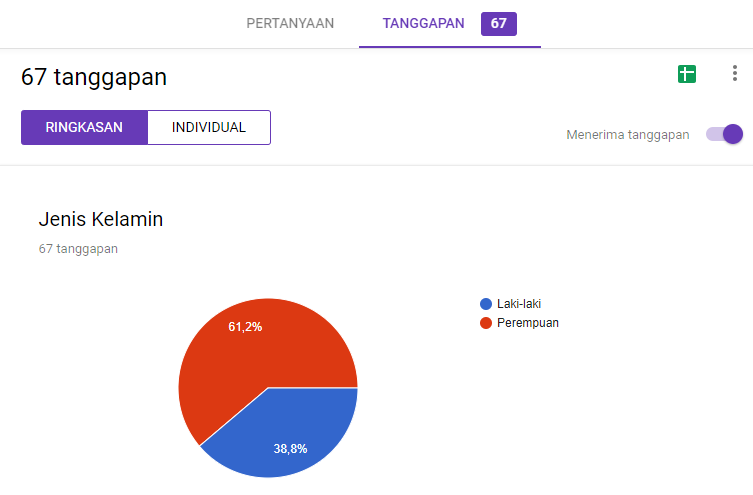 PERTANYAAN
TANGGAPAN 67
67 tanggapan
RINGKASAN
INDIVIDUAL
Menerima tanggapan
Jenis Kelamin
67 tanggapan
Laki-laki
Perempuan
61,2%
38,8%